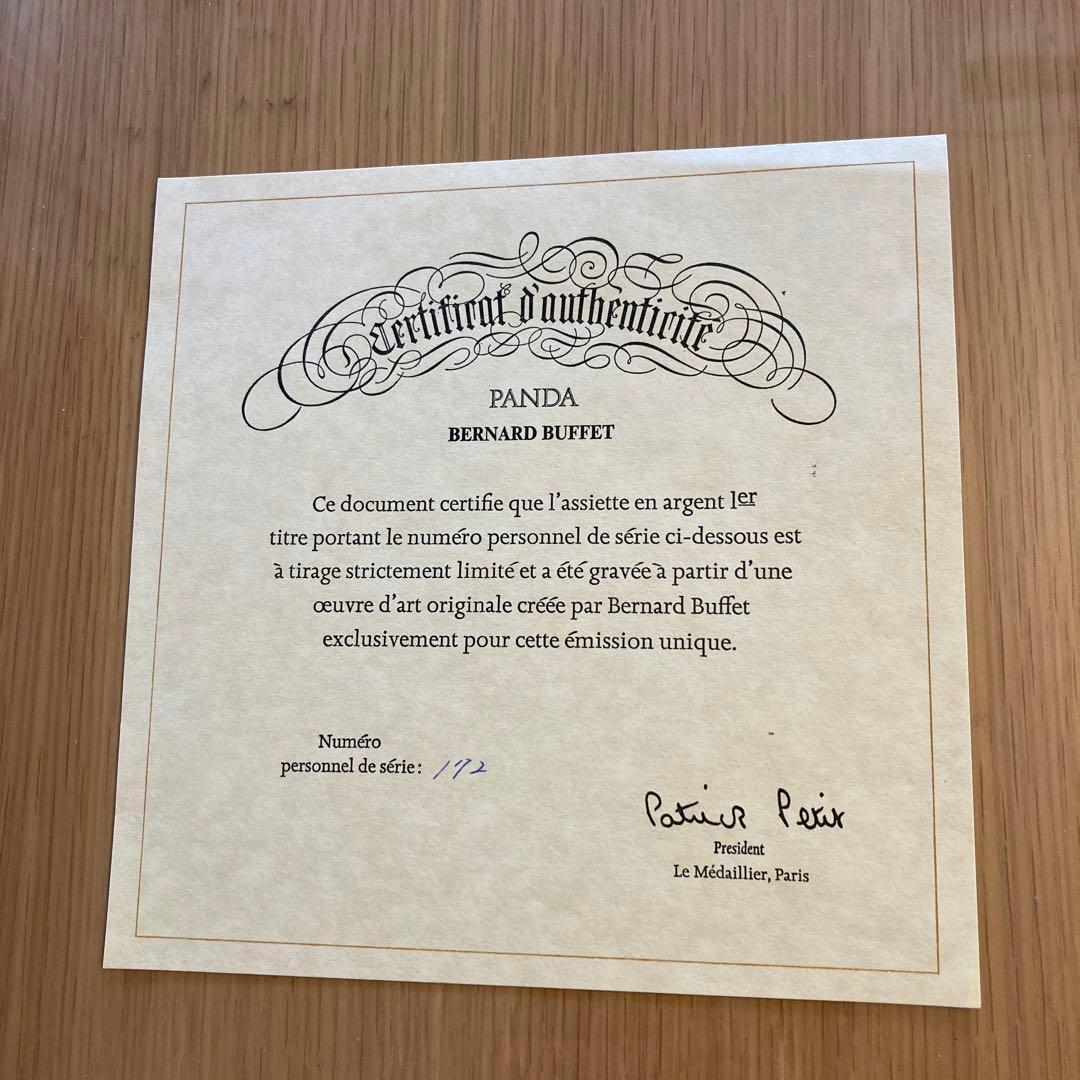 Certificat d'authenticité
PANDA
BERNARD BUFFET
Ce document certifie que l'assiette en argent 1er
titre portant le numéro personnel de série ci-dessous est
à tirage strictement limité et a été gravée à partir d'une
œuvre d'art originale créée par Bernard Buffet
exclusivement pour cette émission unique.
Numéro
personnel de série: 172
Patrick Petit
President
Le Médaillier, Paris